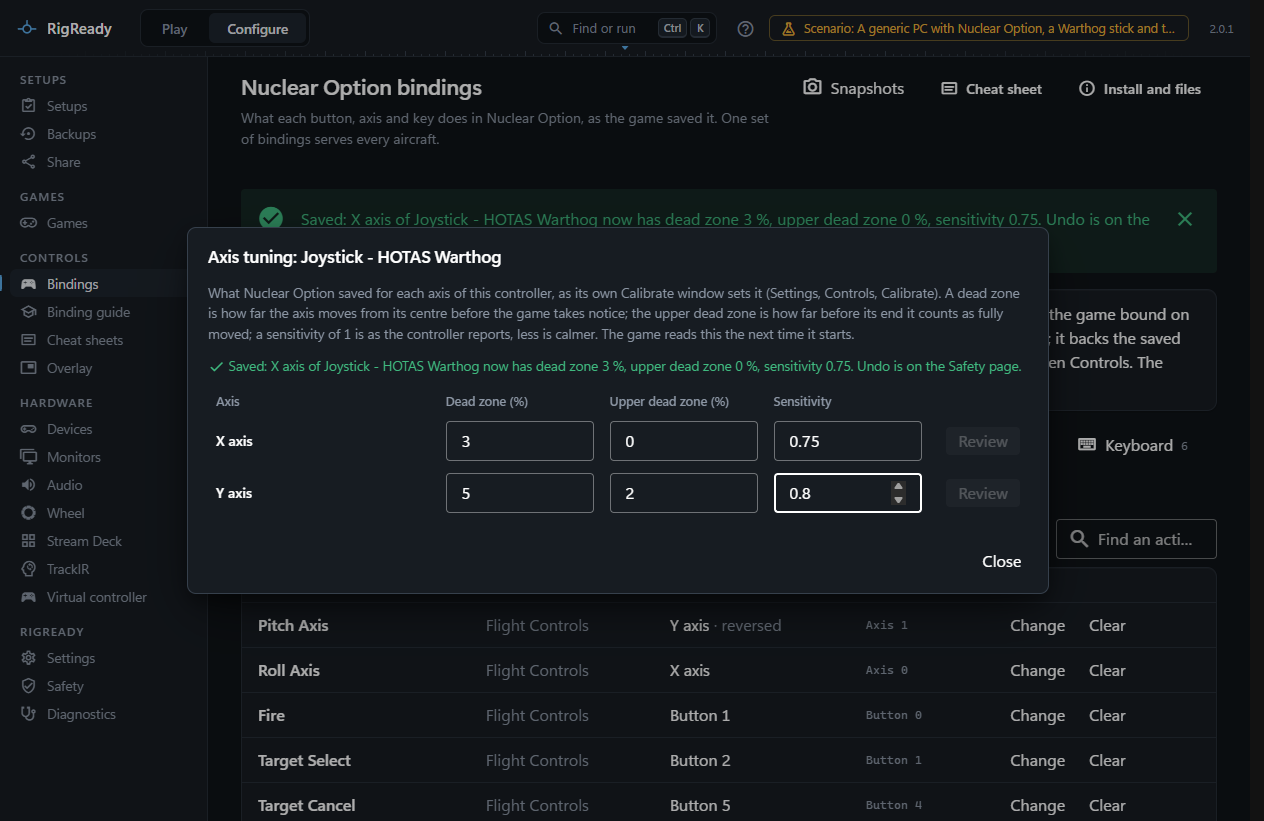 RigReady
Play
Configure
Find or run
Ctrl
K
Scenario: A generic PC with Nuclear Option, a Warthog stick and t...
2.0.1
SETUPS
Setups
Backups
Share
GAMES
Games
CONTROLS
Bindings
Binding guide
Cheat sheets
Overlay
HARDWARE
Devices
Monitors
Audio
Wheel
Stream Deck
TrackIR
Virtual controller
RIGREADY
Settings
Safety
Diagnostics
Nuclear Option bindings
Snapshots
Cheat sheet
Install and files
What each button, axis and key does in Nuclear Option, as the game saved it. One set
of bindings serves every aircraft.
Saved: X axis of Joystick - HOTAS Warthog now has dead zone 3 %, upper dead zone 0 %, sensitivity 0.75. Undo is on the
the game bound on
; it backs the saved
en Controls. The
Keyboard 6
Find an acti...
Axis tuning: Joystick - HOTAS Warthog
What Nuclear Option saved for each axis of this controller, as its own Calibrate window sets it (Settings, Controls, Calibrate). A dead zone
is how far the axis moves from its centre before the game takes notice; the upper dead zone is how far before its end it counts as fully
moved; a sensitivity of 1 is as the controller reports, less is calmer. The game reads this the next time it starts.
Saved: X axis of Joystick - HOTAS Warthog now has dead zone 3 %, upper dead zone 0 %, sensitivity 0.75. Undo is on the Safety page.
Axis Dead zone (%) Upper dead zone (%) Sensitivity
X axis 3 0 0.75 Review
Y axis 5 2 0.8 Review
Close
Pitch Axis Flight Controls Y axis · reversed Axis 1 Change Clear
Roll Axis Flight Controls X axis Axis 0 Change Clear
Fire Flight Controls Button 1 Button 0 Change Clear
Target Select Flight Controls Button 2 Button 1 Change Clear
Target Cancel Flight Controls Button 5 Button 4 Change Clear